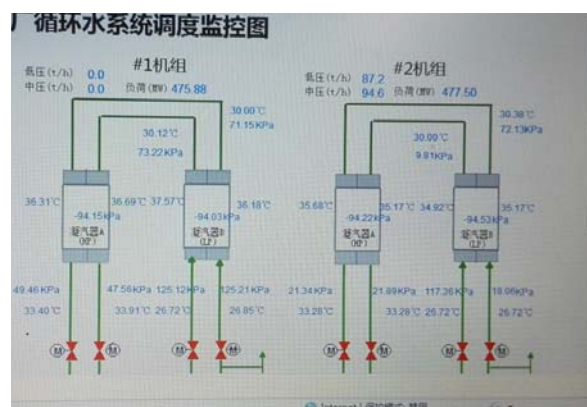 循环水系统调度监控图
#1机组
低压(t/h) 0.0
中压(t/h) 0.0 负荷(MW) 475.88
30.00℃
71.15KPa
30.12℃
73.22KPa
36.31℃ 36.69℃ 37.57℃ 36.18℃
-94.15kPa -94.03kPa
凝气器A 凝气器B
(HP) (LP)
49.46KPa 47.56KPa 125.12KPa 125.21KPa
33.40℃ 33.91℃ 26.72℃ 26.85℃
M M M M
#2机组
低压(t/h) 87.2
中压(t/h) 94.6 负荷(MW) 477.50
30.38℃
72.13KPa
30.00℃
9.81KPa
35.68℃ 35.17℃ 34.92℃ 35.17℃
-94.22kPa -94.53kPa
凝气器A 凝气器B
(HP) (LP)
21.34KPa 21.89KPa 117.36KPa 18.06KPa
33.28℃ 33.28℃ 26.72℃ 26.72℃
M M M M